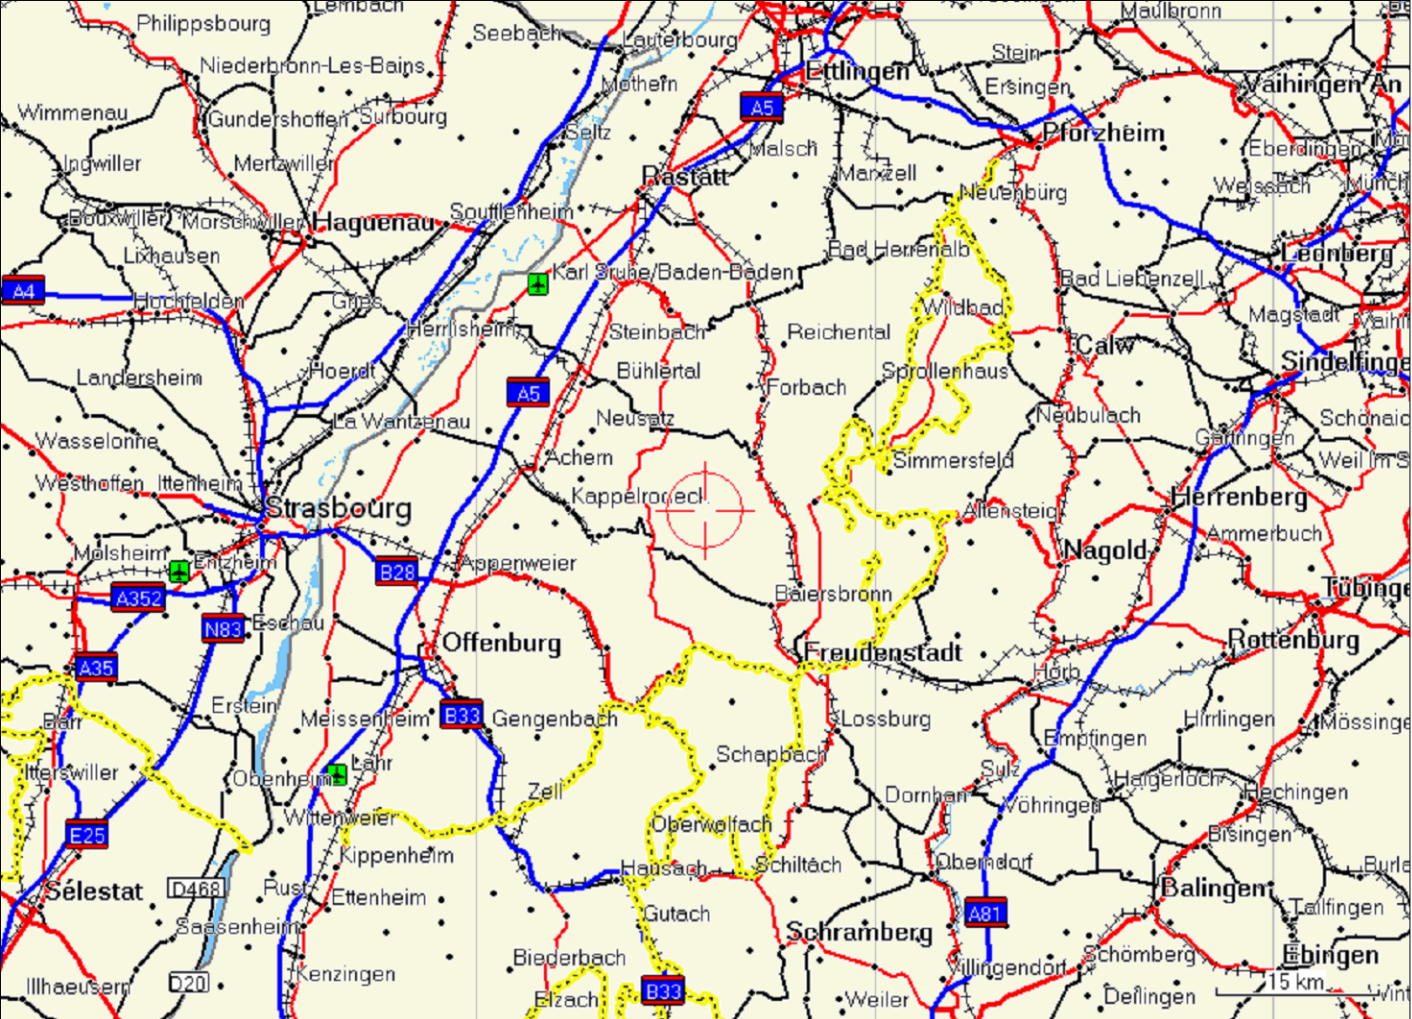 Philippsbourg
Lembach
Seebach
Lauterbourg
Maulbronn
Stein
Niederbronn-Les-Bains
Mothern
Ettlingen
Ersingen
Vaihingen An
Wimmenau
Gundershoffen
Surbourg
A5
Seltz
Pforzheim
Malsch
Eberdingen
Ingwiller
Mertzwiller
Rastatt
Marxzell
Neuenbürg
Weissach
Münch
Bouxwiller
Morschwiller
Haguenau
Soufflenheim
Bad Herrenalb
Leonberg
Lixhausen
Karl Sruhe/Baden-Baden
Bad Liebenzell
A4
Hochfelden
Gries
Herrlisheim
Steinbach
Reichental
Wildbad
Magstadt
Vaihin
Calw
Sindelfinge
Landersheim
Hoerdt
Bühlertal
Forbach
Sprollenhaus
A5
Neusatz
Neubulach
Schönaic
La Wantzenau
Wasselonne
Gärtringen
Achern
Simmersfeld
Weil Im S
Westhoffen
Ittenheim
Kappelrodeck
Herrenberg
Strasbourg
Altensteig
Ammerbuch
Molsheim
Entzheim
Nagold
B28
Appenweier
A352
Baiersbronn
Tübinge
N83
Eschau
Offenburg
Freudenstadt
Rottenburg
A35
Horb
Erstein
Barr
Meissenheim
B33
Gengenbach
Lossburg
Hirrlingen
Mössinge
Empfingen
Schapbach
Itterswiller
Obenheim
Lahr
Sulz
Haigerloch
Zell
Dornhan
Vöhringen
Hechingen
Wittenweier
Oberwolfach
E25
Bisingen
Kippenheim
Hausach
Schiltach
Oberndorf
Burla
Sélestat
D468
Rust
Ettenheim
Balingen
Gutach
A81
Tailfingen
Saasenheim
Schramberg
Biederbach
Schömberg
Ebingen
Villingendorf
Illhaeusern
D20
Kenzingen
Elzach
B33
Weiler
Deilingen
15 km
Wint